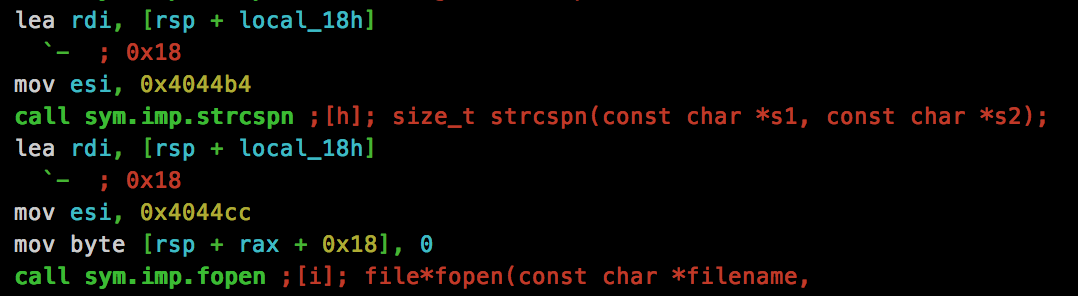 lea rdi, [rsp + local_18h]
`- ; 0x18
mov esi, 0x4044b4
call sym.imp.strcspn ;[h]; size_t strcspn(const char *s1, const char *s2);
lea rdi, [rsp + local_18h]
`- ; 0x18
mov esi, 0x4044cc
mov byte [rsp + rax + 0x18], 0
call sym.imp.fopen ;[i]; file*fopen(const char *filename,